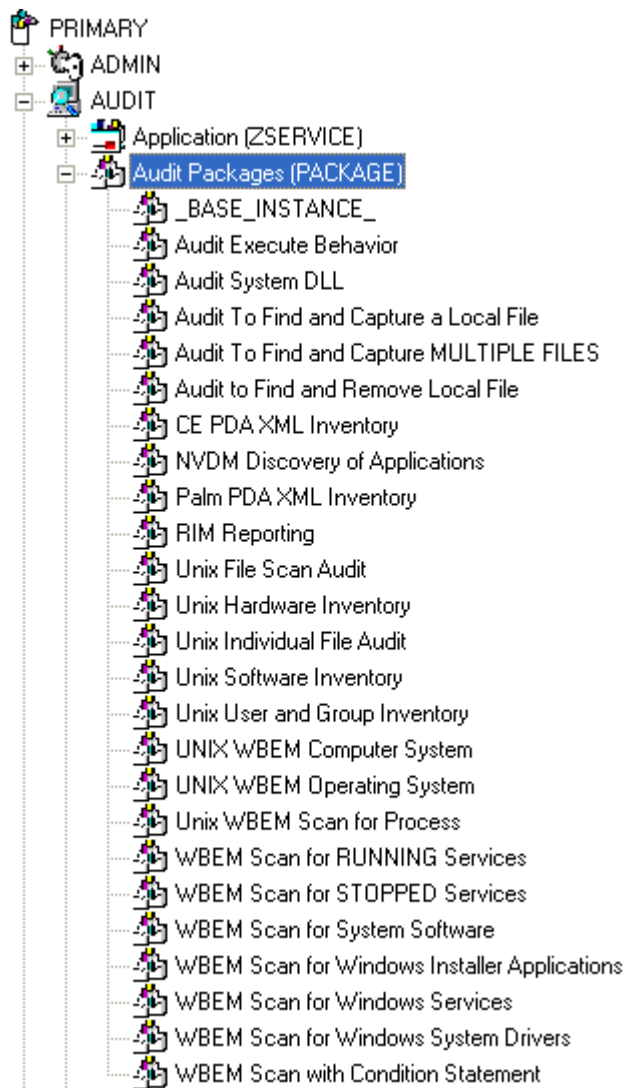 PRIMARY
ADMIN
AUDIT
Application (ZSERVICE)
Audit Packages (PACKAGE)
_BASE_INSTANCE_
Audit Execute Behavior
Audit System DLL
Audit To Find and Capture a Local File
Audit To Find and Capture MULTIPLE FILES
Audit to Find and Remove Local File
CE PDA XML Inventory
NVDM Discovery of Applications
Palm PDA XML Inventory
RIM Reporting
Unix File Scan Audit
Unix Hardware Inventory
Unix Individual File Audit
Unix Software Inventory
Unix User and Group Inventory
UNIX WBEM Computer System
UNIX WBEM Operating System
Unix WBEM Scan for Process
WBEM Scan for RUNNING Services
WBEM Scan for STOPPED Services
WBEM Scan for System Software
WBEM Scan for Windows Installer Applications
WBEM Scan for Windows Services
WBEM Scan for Windows System Drivers
WBEM Scan with Condition Statement